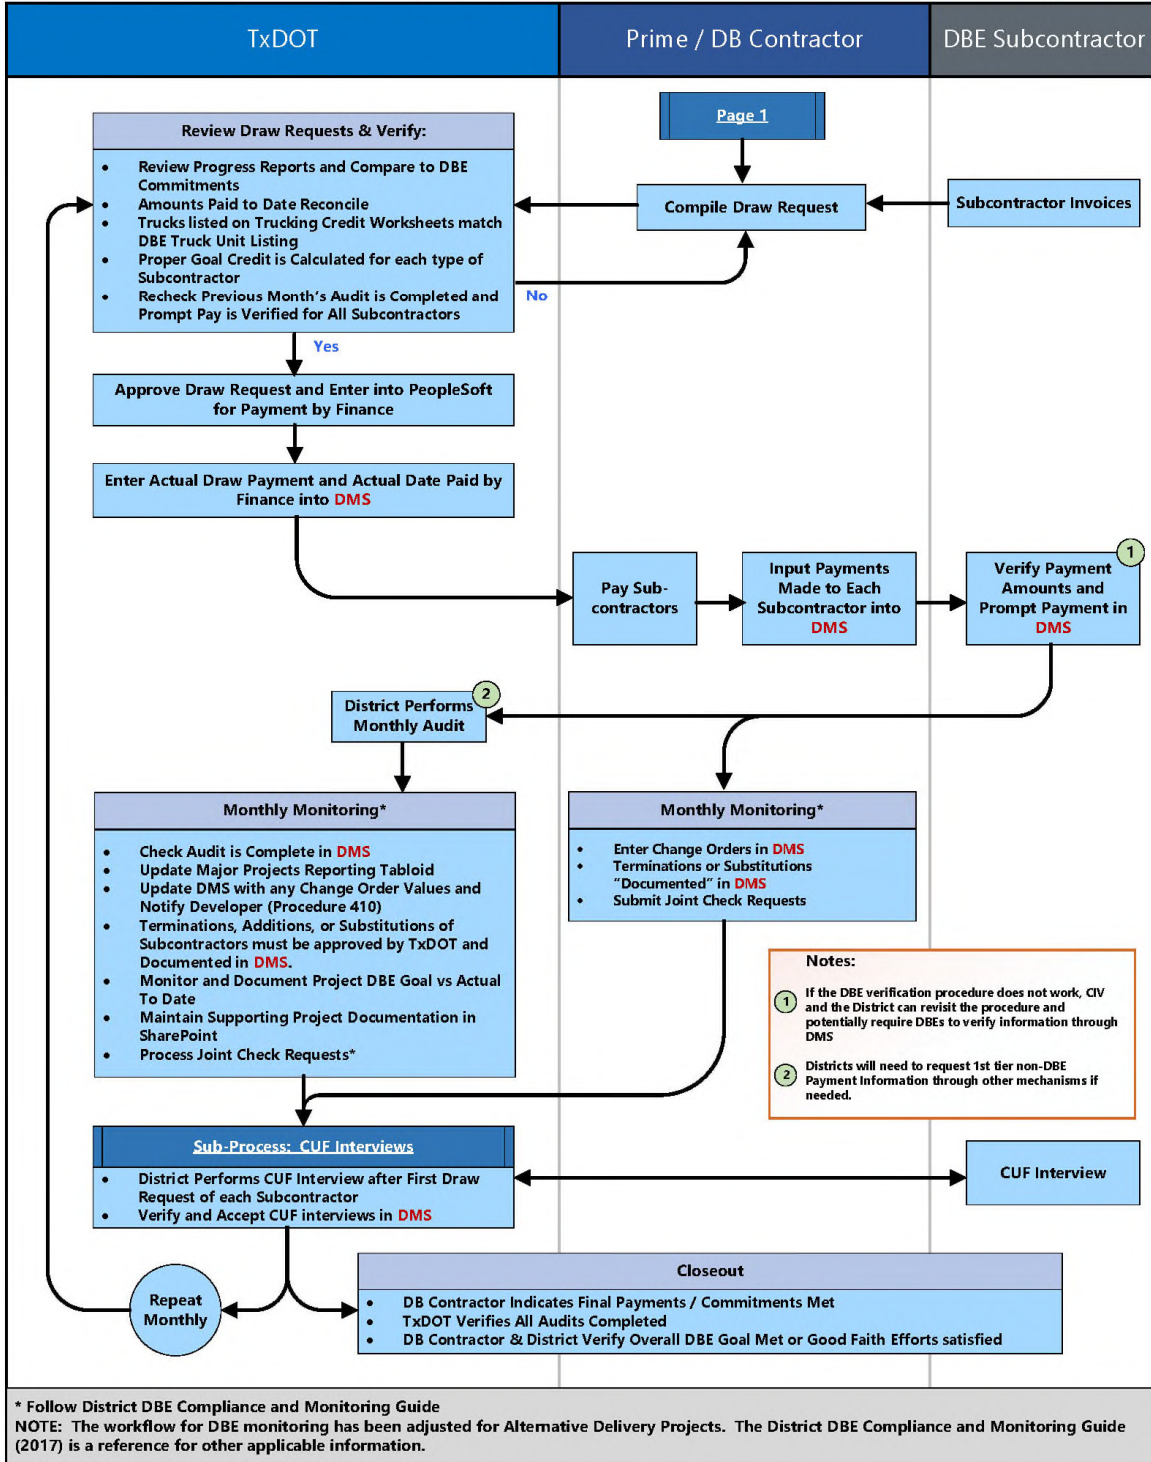 TxDOT
Prime / DB Contractor
DBE Subcontractor
Page 1
Review Draw Requests & Verify:
• Review Progress Reports and Compare to DBE
Commitments
• Amounts Paid to Date Reconcile
• Trucks listed on Trucking Credit Worksheets match
DBE Truck Unit Listing
• Proper Goal Credit is Calculated for each type of
Subcontractor
• Recheck Previous Month's Audit is Completed and
Prompt Pay is Verified for All Subcontractors
Compile Draw Request
Subcontractor Invoices
No
Yes
Approve Draw Request and Enter into PeopleSoft
for Payment by Finance
Enter Actual Draw Payment and Actual Date Paid by
Finance into DMS
Pay Sub-
contractors
Input Payments
Made to Each
Subcontractor into
DMS
1
Verify Payment
Amounts and
Prompt Payment in
DMS
2
District Performs
Monthly Audit
Monthly Monitoring*
• Check Audit is Complete in DMS
• Update Major Projects Reporting Tabloid
• Update DMS with any Change Order Values and
Notify Developer (Procedure 410)
• Terminations, Additions, or Substitutions of
Subcontractors must be approved by TxDOT and
Documented in DMS.
• Monitor and Document Project DBE Goal vs Actual
To Date
• Maintain Supporting Project Documentation in
SharePoint
• Process Joint Check Requests*
Monthly Monitoring*
• Enter Change Orders in DMS
• Terminations or Substitutions
"Documented" in DMS
• Submit Joint Check Requests
Notes:
1 If the DBE verification procedure does not work, CIV
and the District can revisit the procedure and
potentially require DBEs to verify information through
DMS
2 Districts will need to request 1st tier non-DBE
Payment Information through other mechanisms if
needed.
Sub-Process: CUF Interviews
• District Performs CUF Interview after First Draw
Request of each Subcontractor
• Verify and Accept CUF interviews in DMS
CUF Interview
Repeat
Monthly
Closeout
• DB Contractor Indicates Final Payments / Commitments Met
• TxDOT Verifies All Audits Completed
• DB Contractor & District Verify Overall DBE Goal Met or Good Faith Efforts satisfied
* Follow District DBE Compliance and Monitoring Guide
NOTE: The workflow for DBE monitoring has been adjusted for Alternative Delivery Projects. The District DBE Compliance and Monitoring Guide
(2017) is a reference for other applicable information.